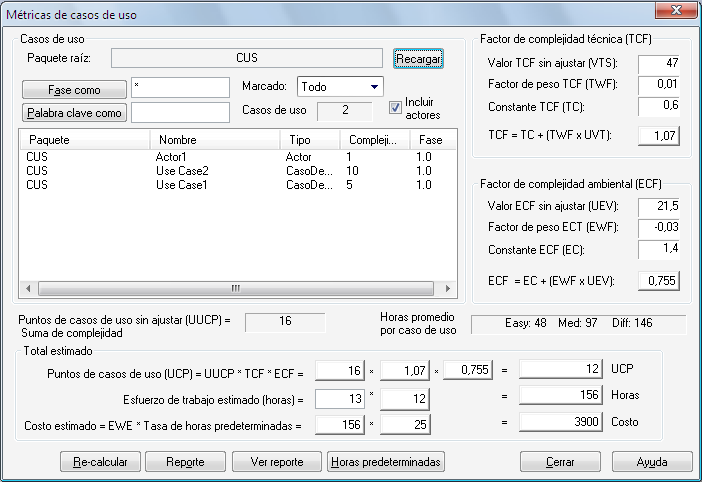 Métricas de casos de uso
Casos de uso
Paquete raíz: CUS Recargar
Fase como * Marcado: Todo
Palabra clave como Casos de uso 2 Incluir actores
Paquete Nombre Tipo Compleji... Fase
CUS Actor1 Actor 1 1.0
CUS Use Case2 CasoDe... 10 1.0
CUS Use Case1 CasoDe... 5 1.0
Factor de complejidad técnica (TCF)
Valor TCF sin ajustar (VTS): 47
Factor de peso TCF (TWF): 0,01
Constante TCF (TC): 0,6
TCF = TC + (TWF x UVT): 1,07
Factor de complejidad ambiental (ECF)
Valor ECF sin ajustar (UEV): 21,5
Factor de peso ECT (EWF): -0,03
Constante ECF (EC): 1,4
ECF = EC + (EWF x UEV): 0,755
Puntos de casos de uso sin ajustar (UUCP) = 16
Suma de complejidad
Horas promedio
por caso de uso Easy: 48 Med: 97 Diff: 146
Total estimado
Puntos de casos de uso (UCP) = UUCP * TCF * ECF = 16 * 1,07 * 0,755 = 12 UCP
Esfuerzo de trabajo estimado (horas) = 13 * 12 = 156 Horas
Costo estimado = EWE * Tasa de horas predeterminadas = 156 * 25 = 3900 Costo
Re-calcular Reporte Ver reporte Horas predeterminadas Cerrar Ayuda